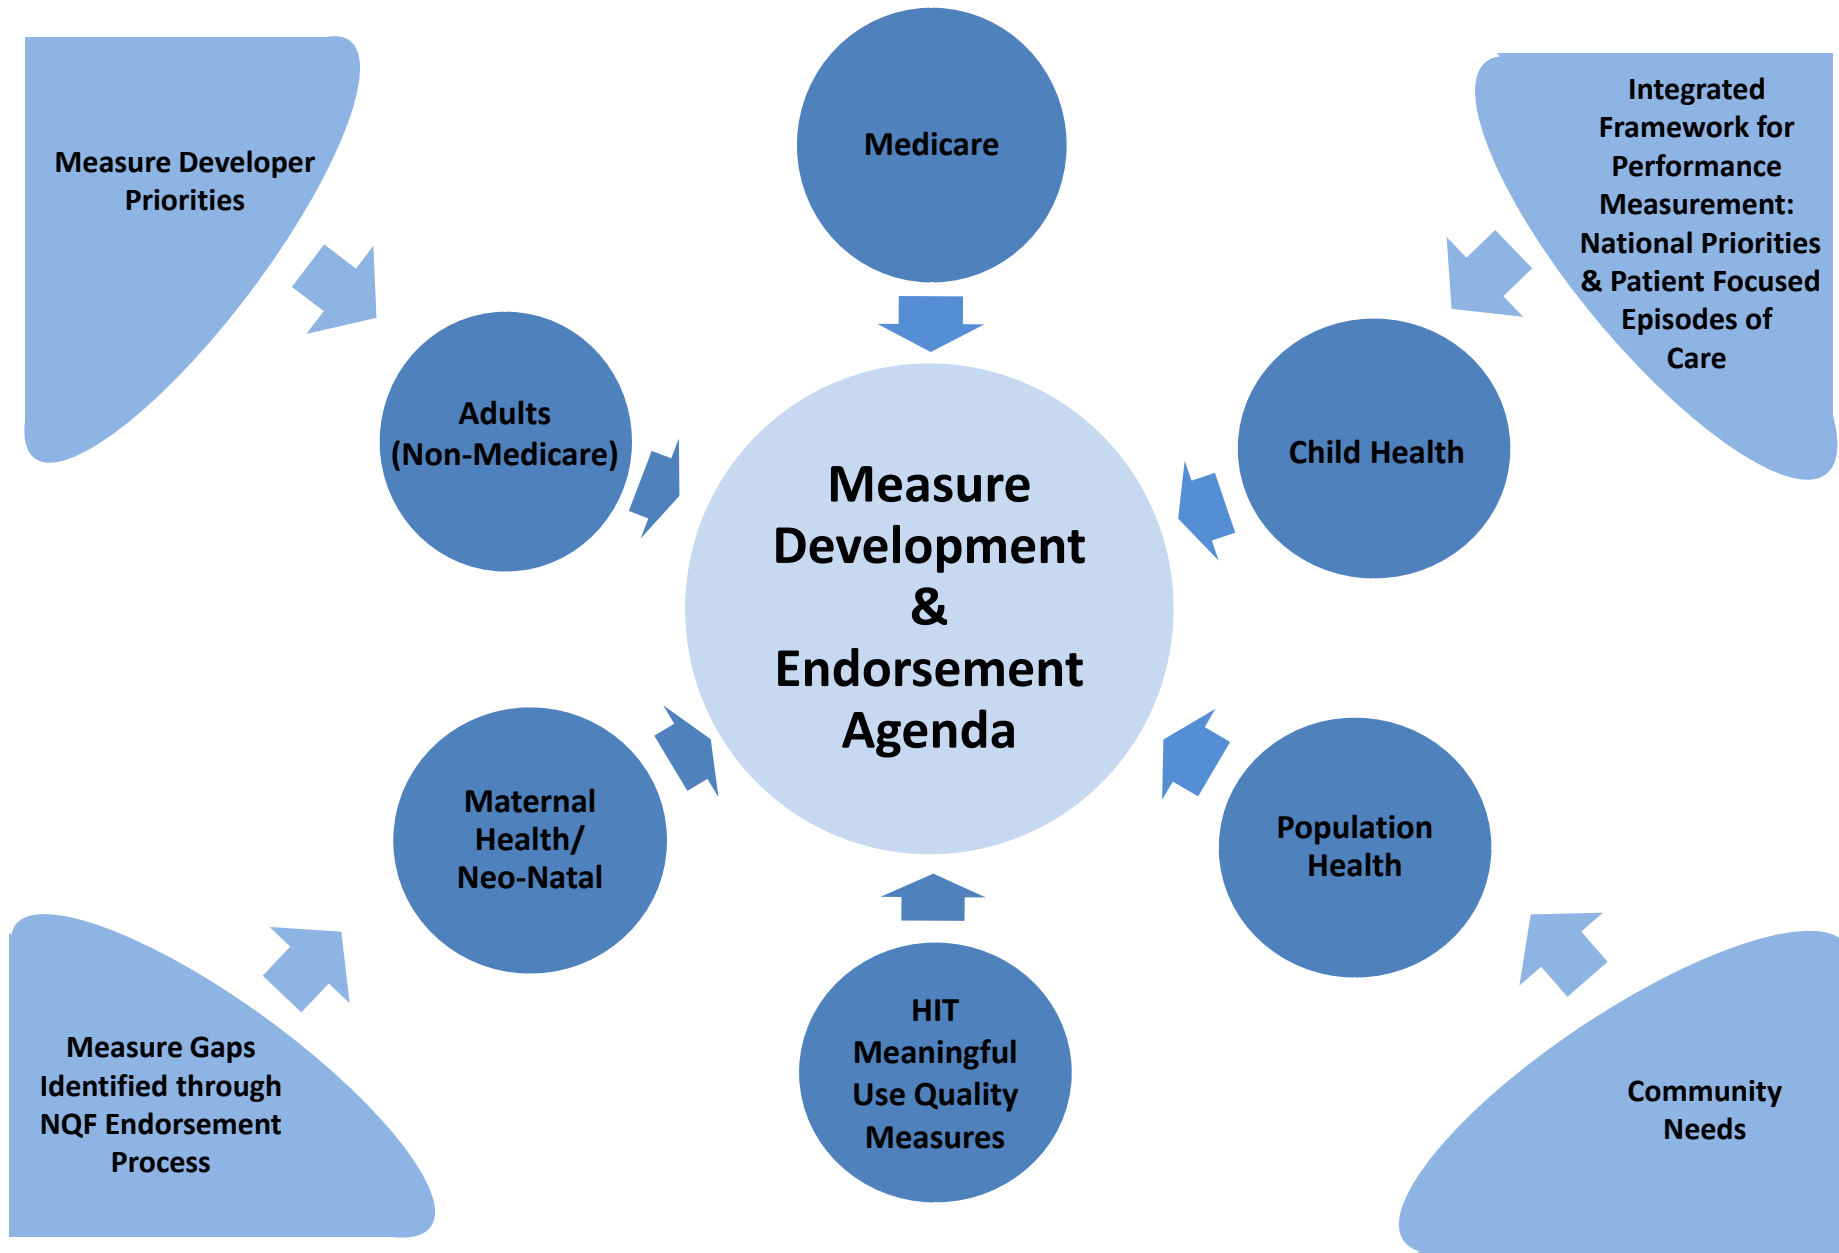 Measure Developer
Priorities
Medicare
Integrated
Framework for
Performance
Measurement:
National Priorities
& Patient Focused
Episodes of
Care
Adults
(Non-Medicare)
Child Health
Measure
Development
&
Endorsement
Agenda
Maternal
Health/
Neo-Natal
Population
Health
HIT
Meaningful
Use Quality
Measures
Measure Gaps
Identified through
NQF Endorsement
Process
Community
Needs